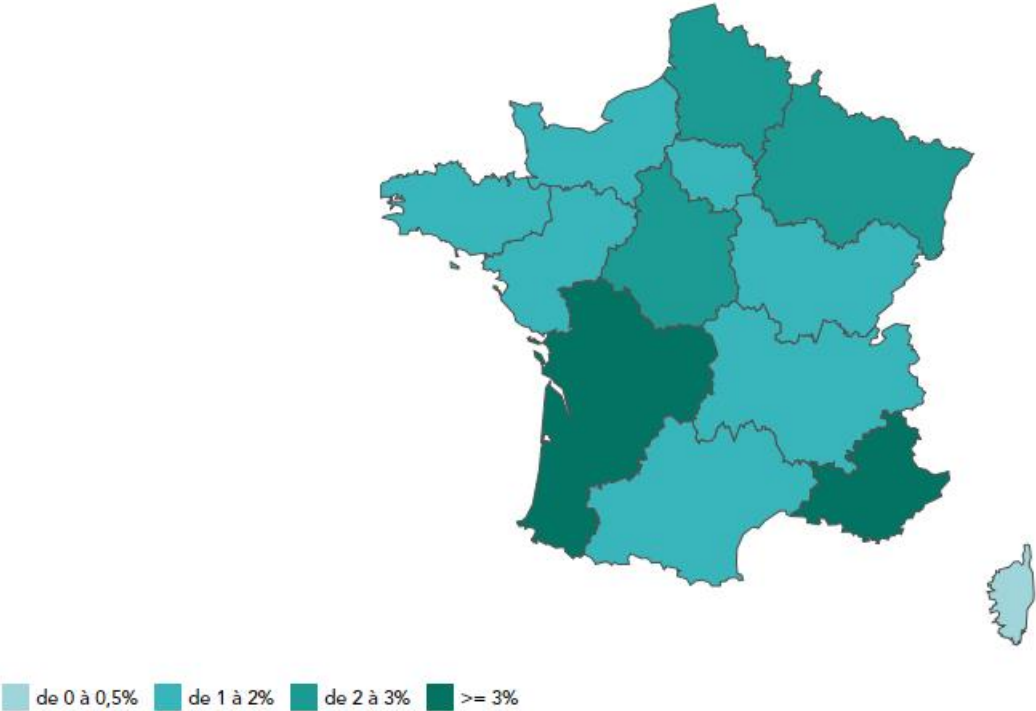 de 0 à 0,5% de 1 à 2% de 2 à 3% >= 3%